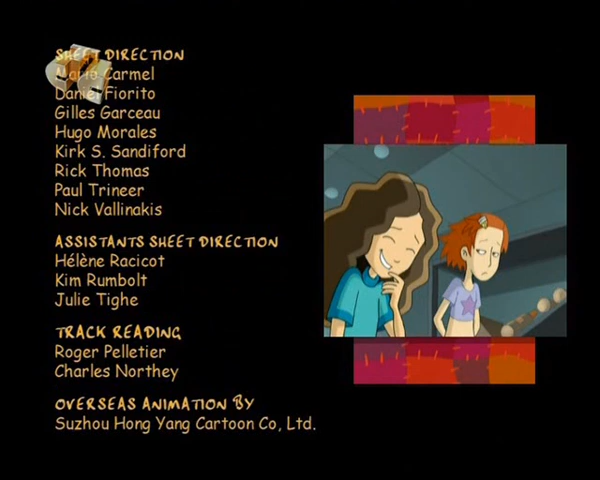 SHEET DIRECTION
Mario Carmel
Daniel Fiorito
Gilles Garceau
Hugo Morales
Kirk S. Sandiford
Rick Thomas
Paul Trineer
Nick Vallinakis
ASSISTANTS SHEET DIRECTION
Hélène Racicot
Kim Rumbolt
Julie Tighe
TRACK READING
Roger Pelletier
Charles Northey
OVERSEAS ANIMATION BY
Suzhou Hong Yang Cartoon Co, Ltd.